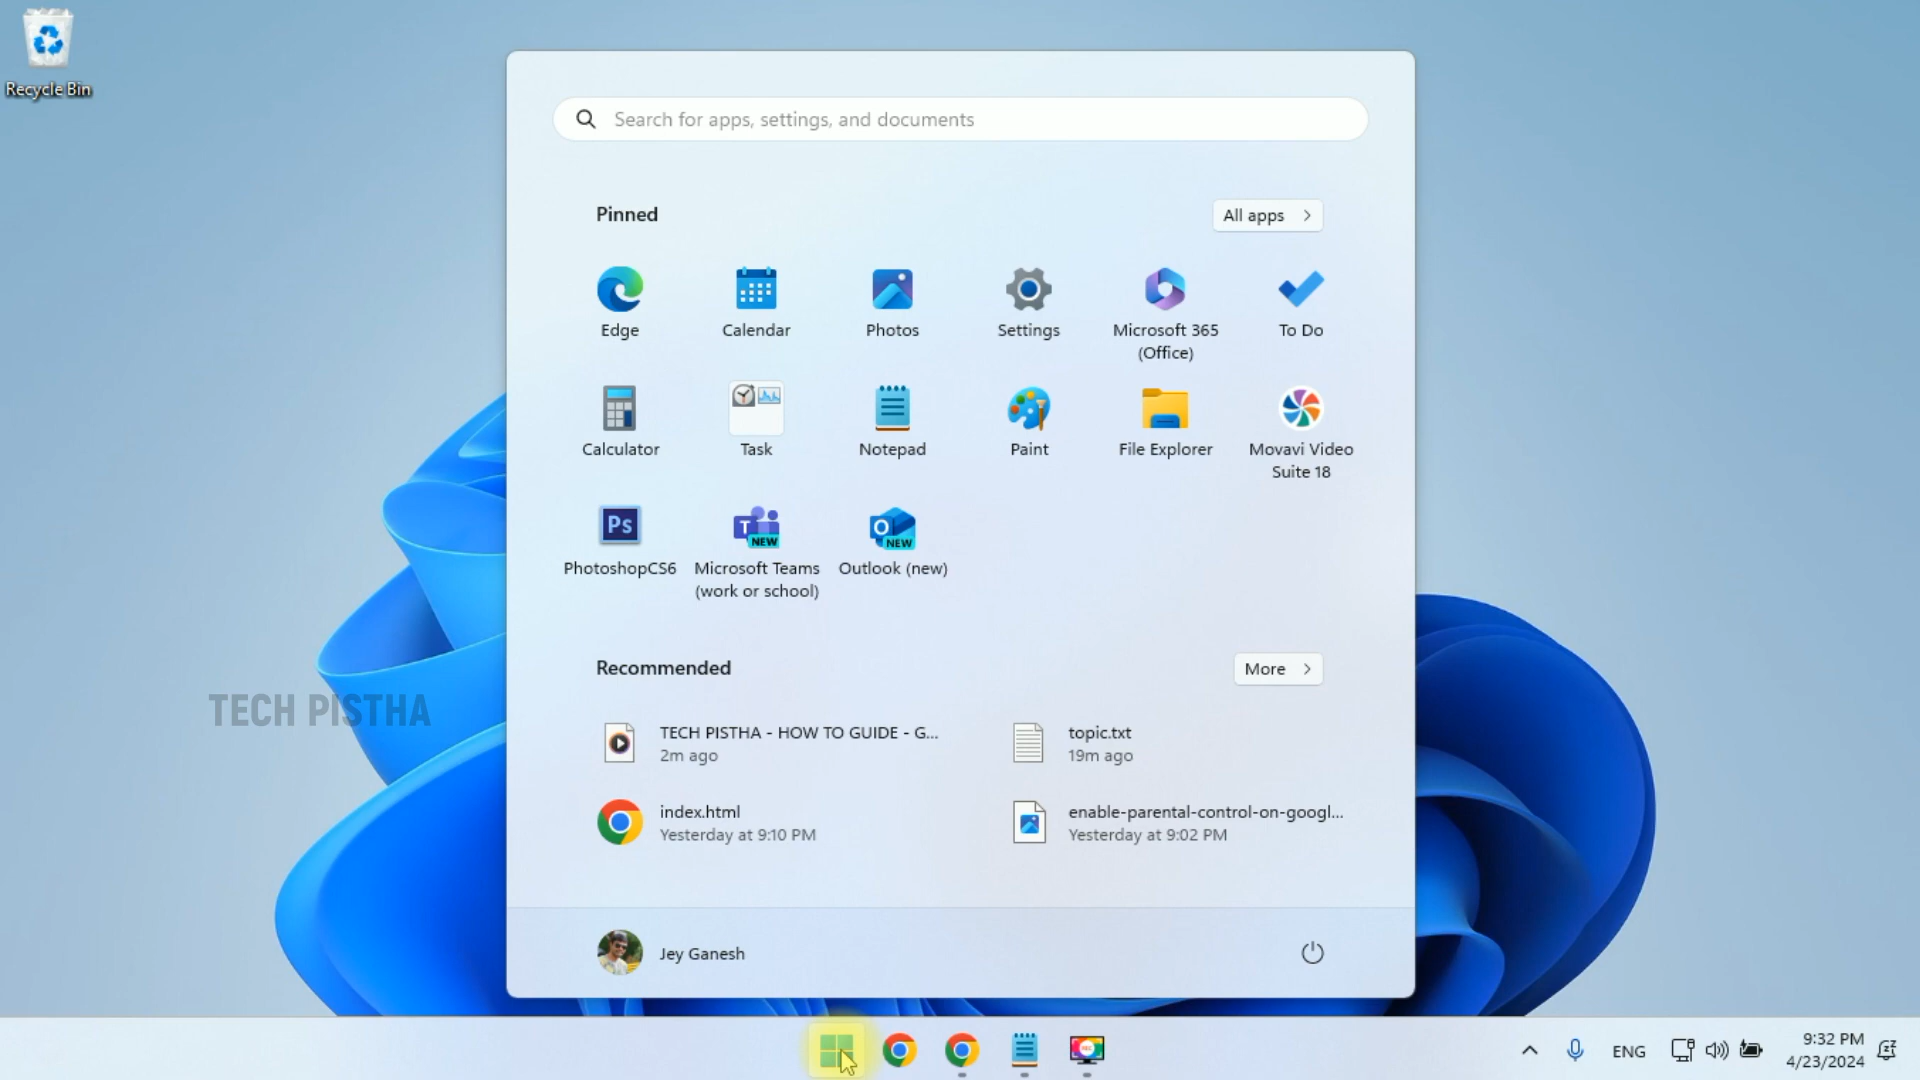 Recycle Bin
Search for apps, settings, and documents
Pinned
All apps
Edge
Calendar
Photos
Settings
Microsoft 365
(Office)
To Do
Calculator
Task
Notepad
Paint
File Explorer
Movavi Video
Suite 18
Ps
PhotoshopCS6
T
NEW
Microsoft Teams
(work or school)
O
NEW
Outlook (new)
Recommended
More
TECH PISTHA - HOW TO GUIDE - G...
2m ago
topic.txt
19m ago
index.html
Yesterday at 9:10 PM
enable-parental-control-on-googl...
Yesterday at 9:02 PM
TECH PISTHA
Jey Ganesh
ENG
9:32 PM
4/23/2024